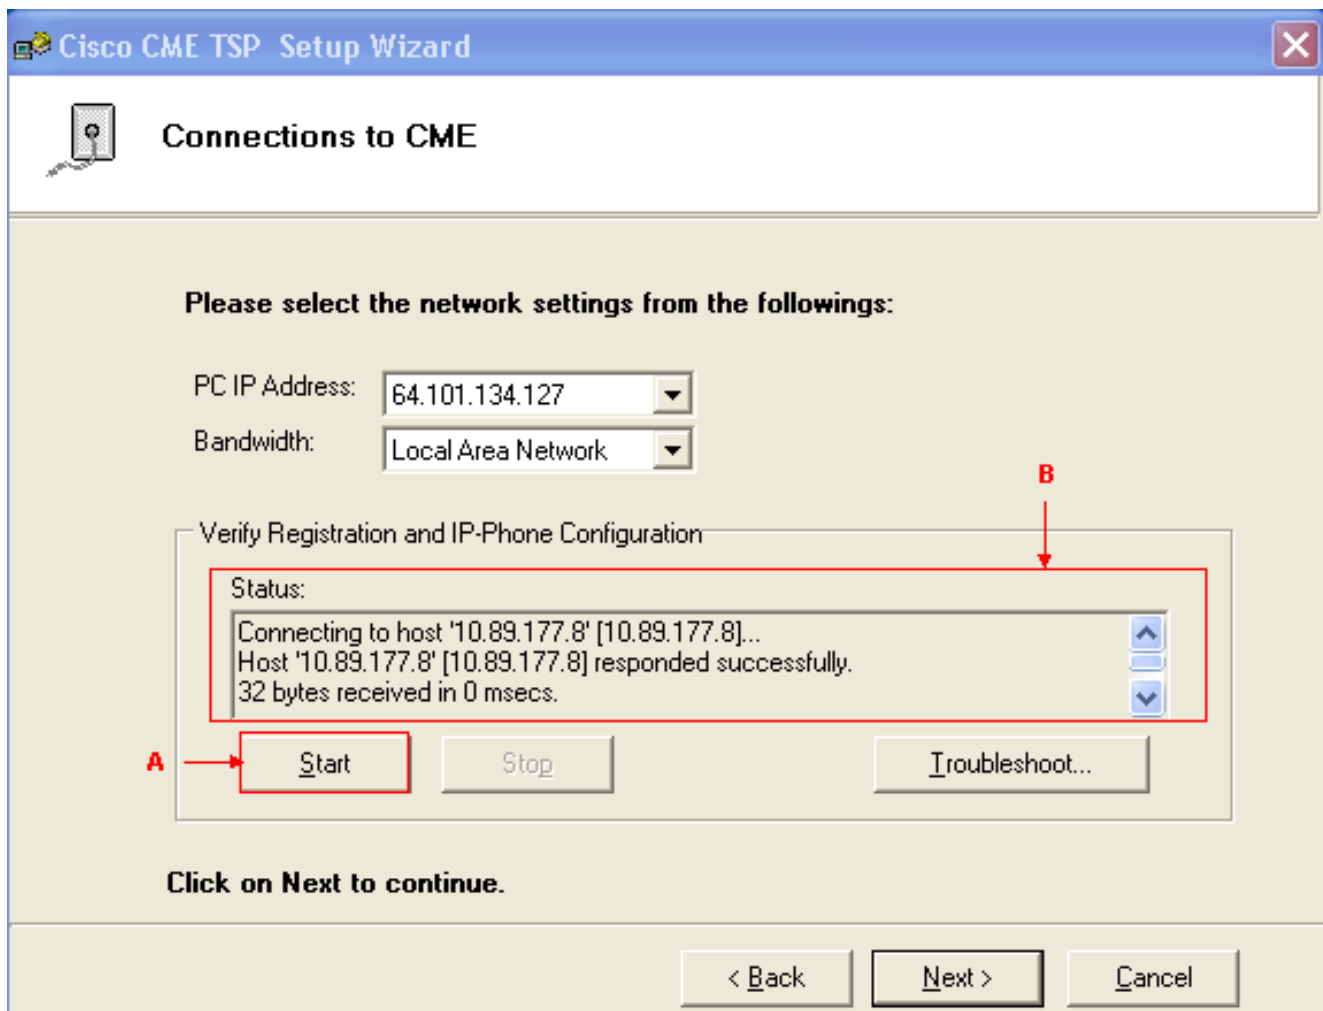 Cisco CME TSP Setup Wizard
Connections to CME
Please select the network settings from the followings:
PC IP Address:
64.101.134.127
Bandwidth:
Local Area Network
B
Verify Registration and IP-Phone Configuration
Status:
Connecting to host '10.89.177.8' [10.89.177.8]...
Host '10.89.177.8' [10.89.177.8] responded successfully.
32 bytes received in 0 msecs.
A
Start
Stop
Troubleshoot...
Click on Next to continue.
< Back
Next >
Cancel